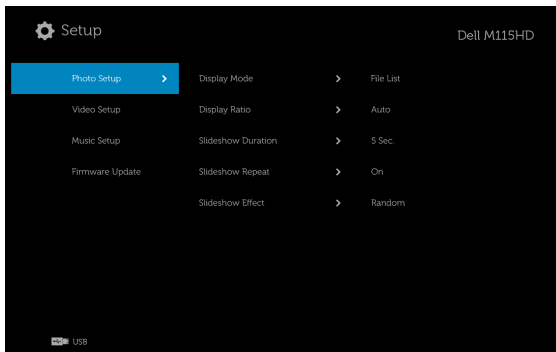 Setup
Dell M115HD
Photo Setup Display Mode File List
Video Setup Display Ratio Auto
Music Setup Slideshow Duration 5 Sec.
Firmware Update Slideshow Repeat On
Slideshow Effect Random
USB